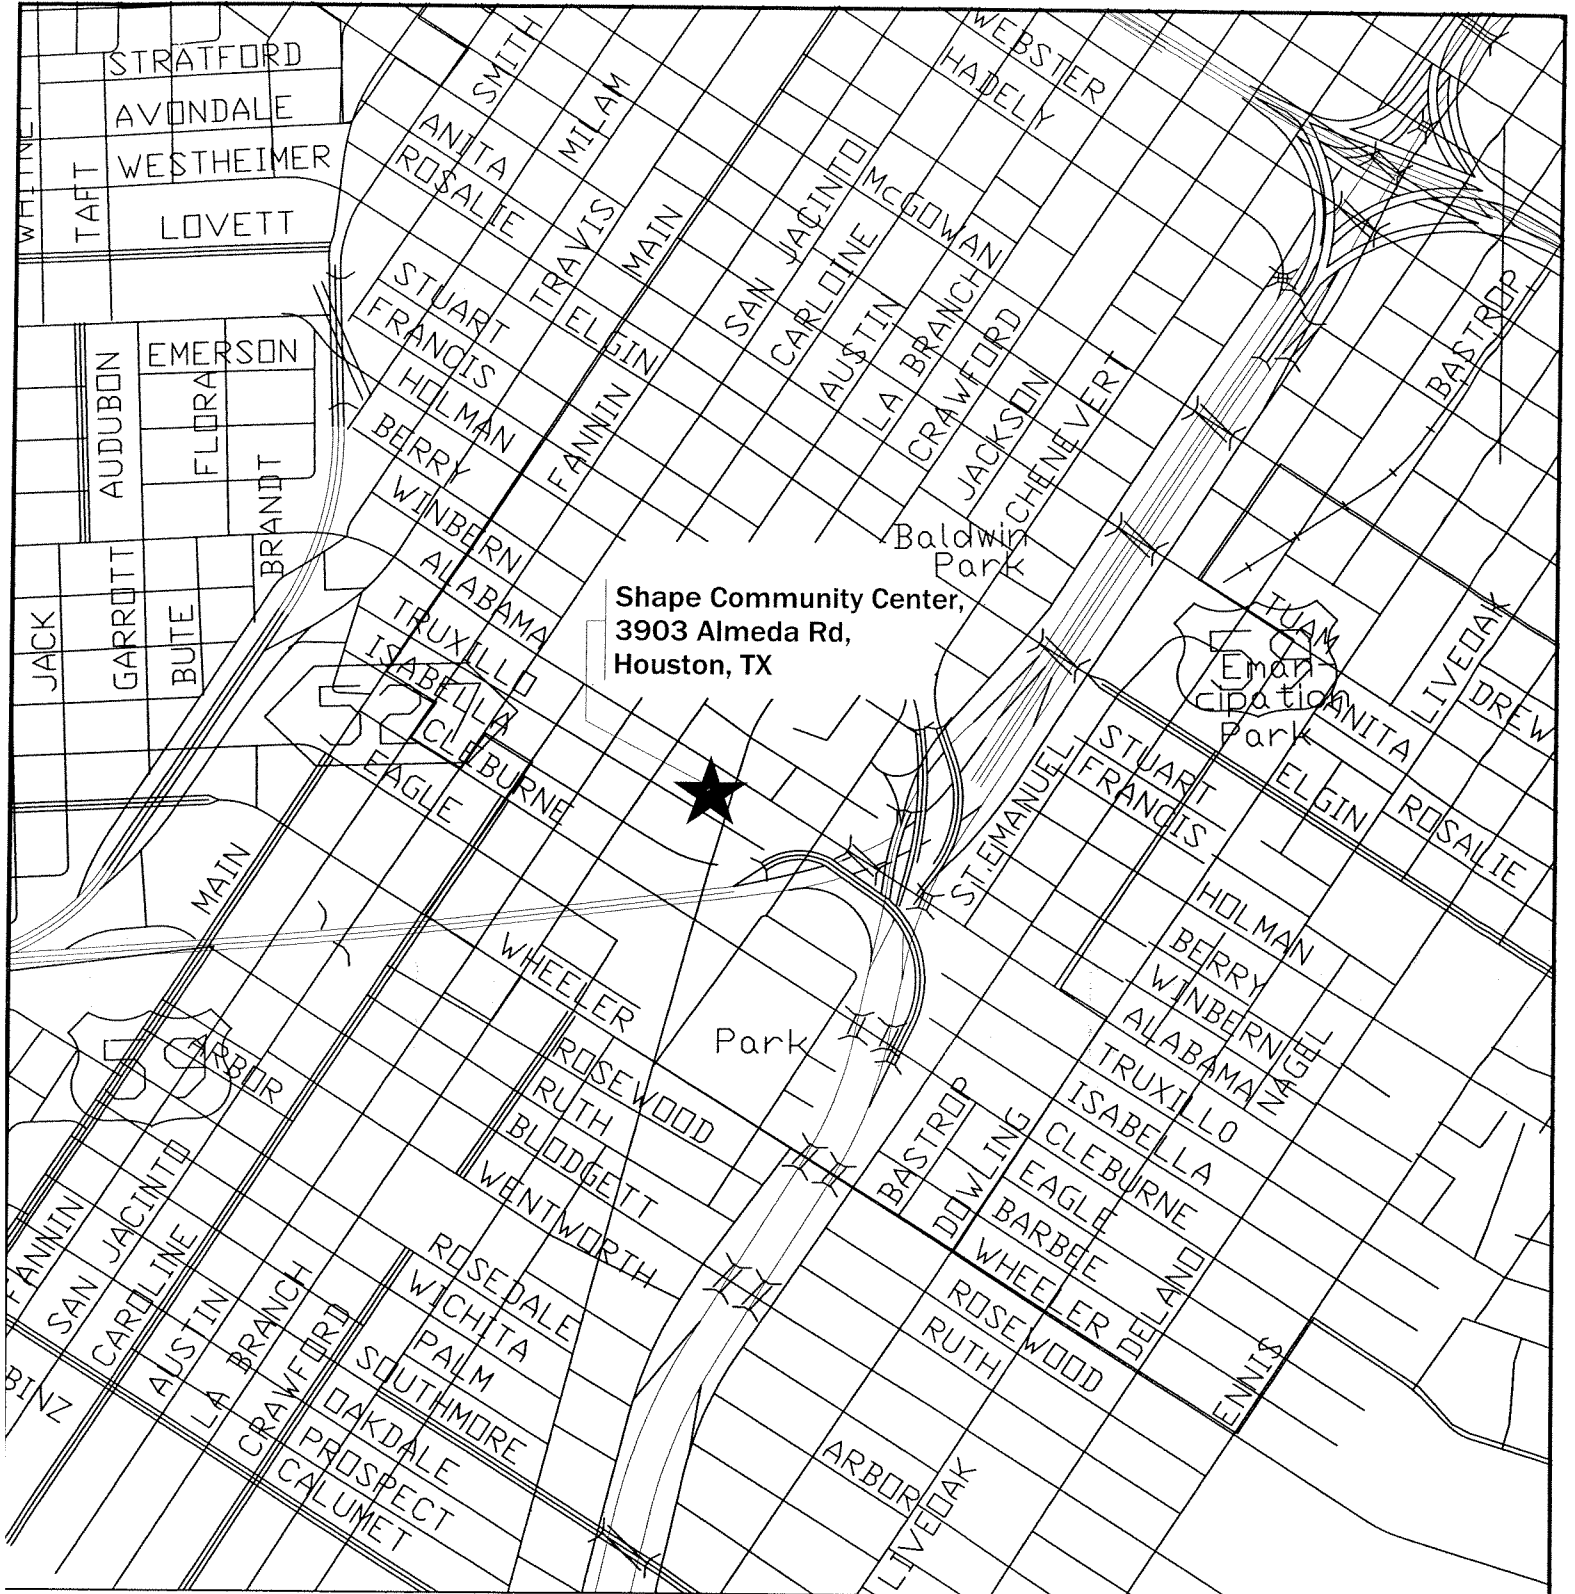 STRATFORD
AVONDALE
WESTHEIMER
LOVETT
TAFT
SMITH
MILAM
ANITA
ROSALIE
TRAVIS
MAIN
WEBSTER
HADELY
SAN JACINTO
McGOWAN
CARLOINE
AUSTIN
LA BRANCH
CRAWFORD
JACKSON
CHENEVERT
BASTROP
STUART
FRANCIS
ELGIN
HOLMAN
FANNIN
BERRY
WINBERN
ALABAMA
TRUXILLO
ISABELLA
CLEBURNE
EAGLE
EMERSON
AUDUBON
FLORA
BRANDT
JACK
GARROTT
BUTE
Baldwin
Park
Shape Community Center,
3903 Almeda Rd,
Houston, TX
TUAM
59
Eman-
cipation
Park
LIVEOAK
DREW
ANITA
ELGIN
ROSALIE
STUART
FRANCIS
ST.EMANUEL
HOLMAN
BERRY
WINBERN
ALABAMA
NAGEL
TRUXILLO
ISABELLA
CLEBURNE
EAGLE
BARBEE
WHEELER
BASTROP
DOWLING
DELANO
ENNIS
ROSEWOOD
RUTH
527
MAIN
WHEELER
Park
ROSEWOOD
RUTH
BLODGETT
WENTWORTH
59
ARBOR
FANNIN
SAN JACINTO
CAROLINE
AUSTIN
LA BRANCH
CRAWFORD
BINZ
ROSEDALE
WICHITA
PALM
SOUTHMORE
OAKDALE
PROSPECT
CALUMET
ARBOR
LIVEOAK